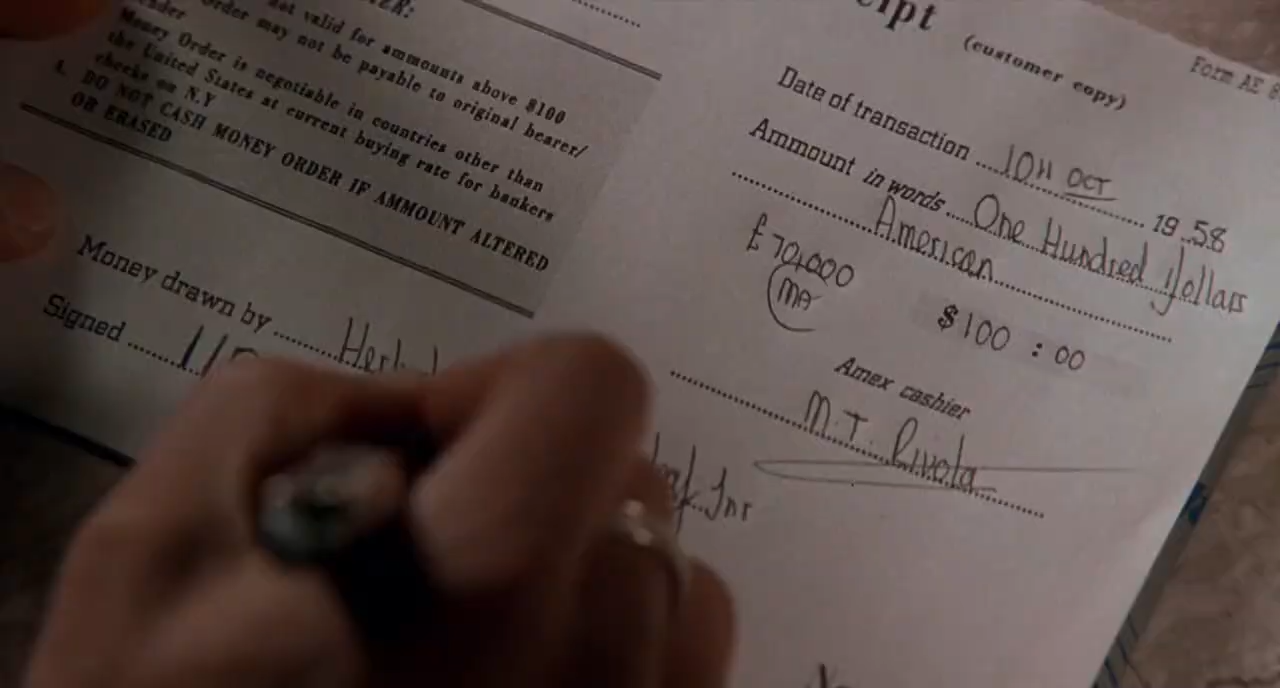 not valid for ammounts above $100
order may not be payable to original bearer/
Money Order is negotiable in countries other than
the United States at current buying rate for bankers
checks on N.Y
4. DO NOT CASH MONEY ORDER IF AMMOUNT ALTERED
OR ERASED
Money drawn by
Signed
(customer copy)
Form AE
Date of transaction 10H OCT 19.58
Ammount in words One Hundred Dollars
American
£70,000
MA
$100 : 00
Amex cashier
M.T. Rivola
Jnr